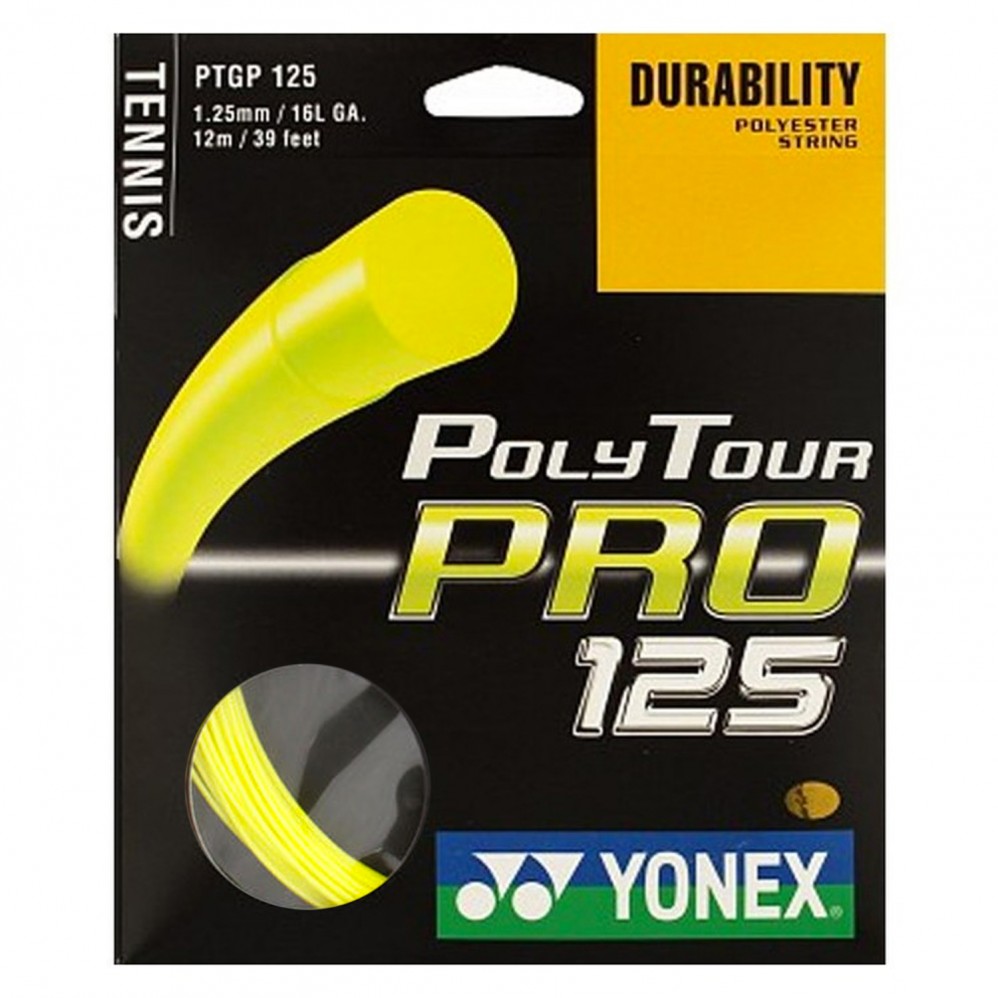 TENNIS
PTGP 125
1.25mm / 16L GA.
12m / 39 feet
DURABILITY
POLYESTER
STRING
POLYTOUR
PRO
125
YONEX®